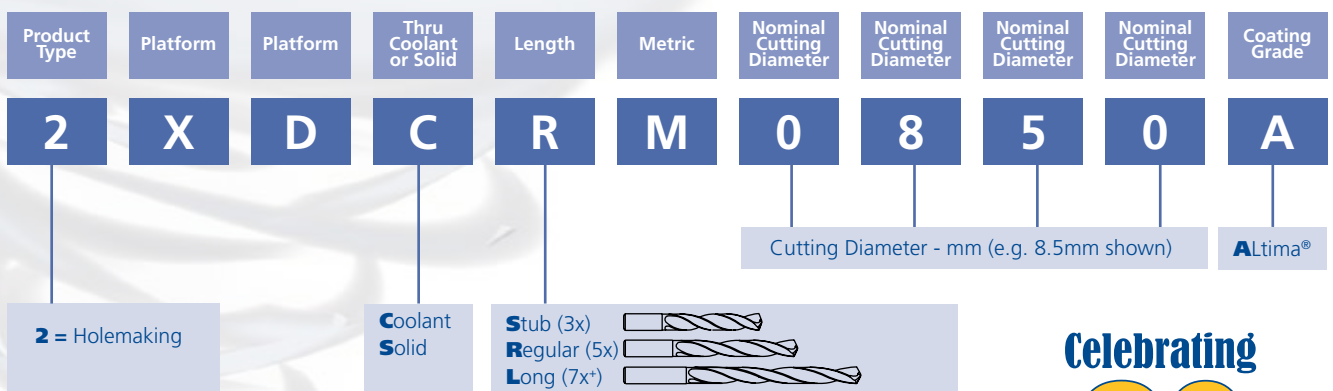 Product
Type
Platform
Platform
Thru
Coolant
or Solid
Length
Metric
Nominal
Cutting
Diameter
Nominal
Cutting
Diameter
Nominal
Cutting
Diameter
Nominal
Cutting
Diameter
Coating
Grade
2 X D C R M 0 8 5 0 A
Cutting Diameter - mm (e.g. 8.5mm shown)
ALtima®
2 = Holemaking
Coolant
Solid
Stub (3x)
Regular (5x)
Long (7x⁺)
Celebrating